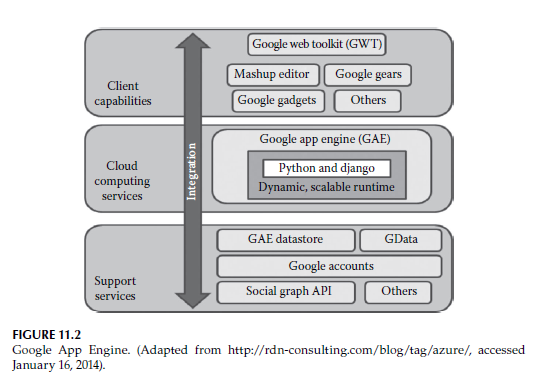 Google web toolkit (GWT)
Mashup editor
Google gears
Client
capabilities
Google gadgets
Others
Integration
Google app engine (GAE)
Cloud
computing
services
Python and django
Dynamic, scalable runtime
GAE datastore
GData
Google accounts
Support
services
Social graph API
Others
FIGURE 11.2
Google App Engine. (Adapted from http://rdn-consulting.com/blog/tag/azure/, accessed
January 16, 2014).